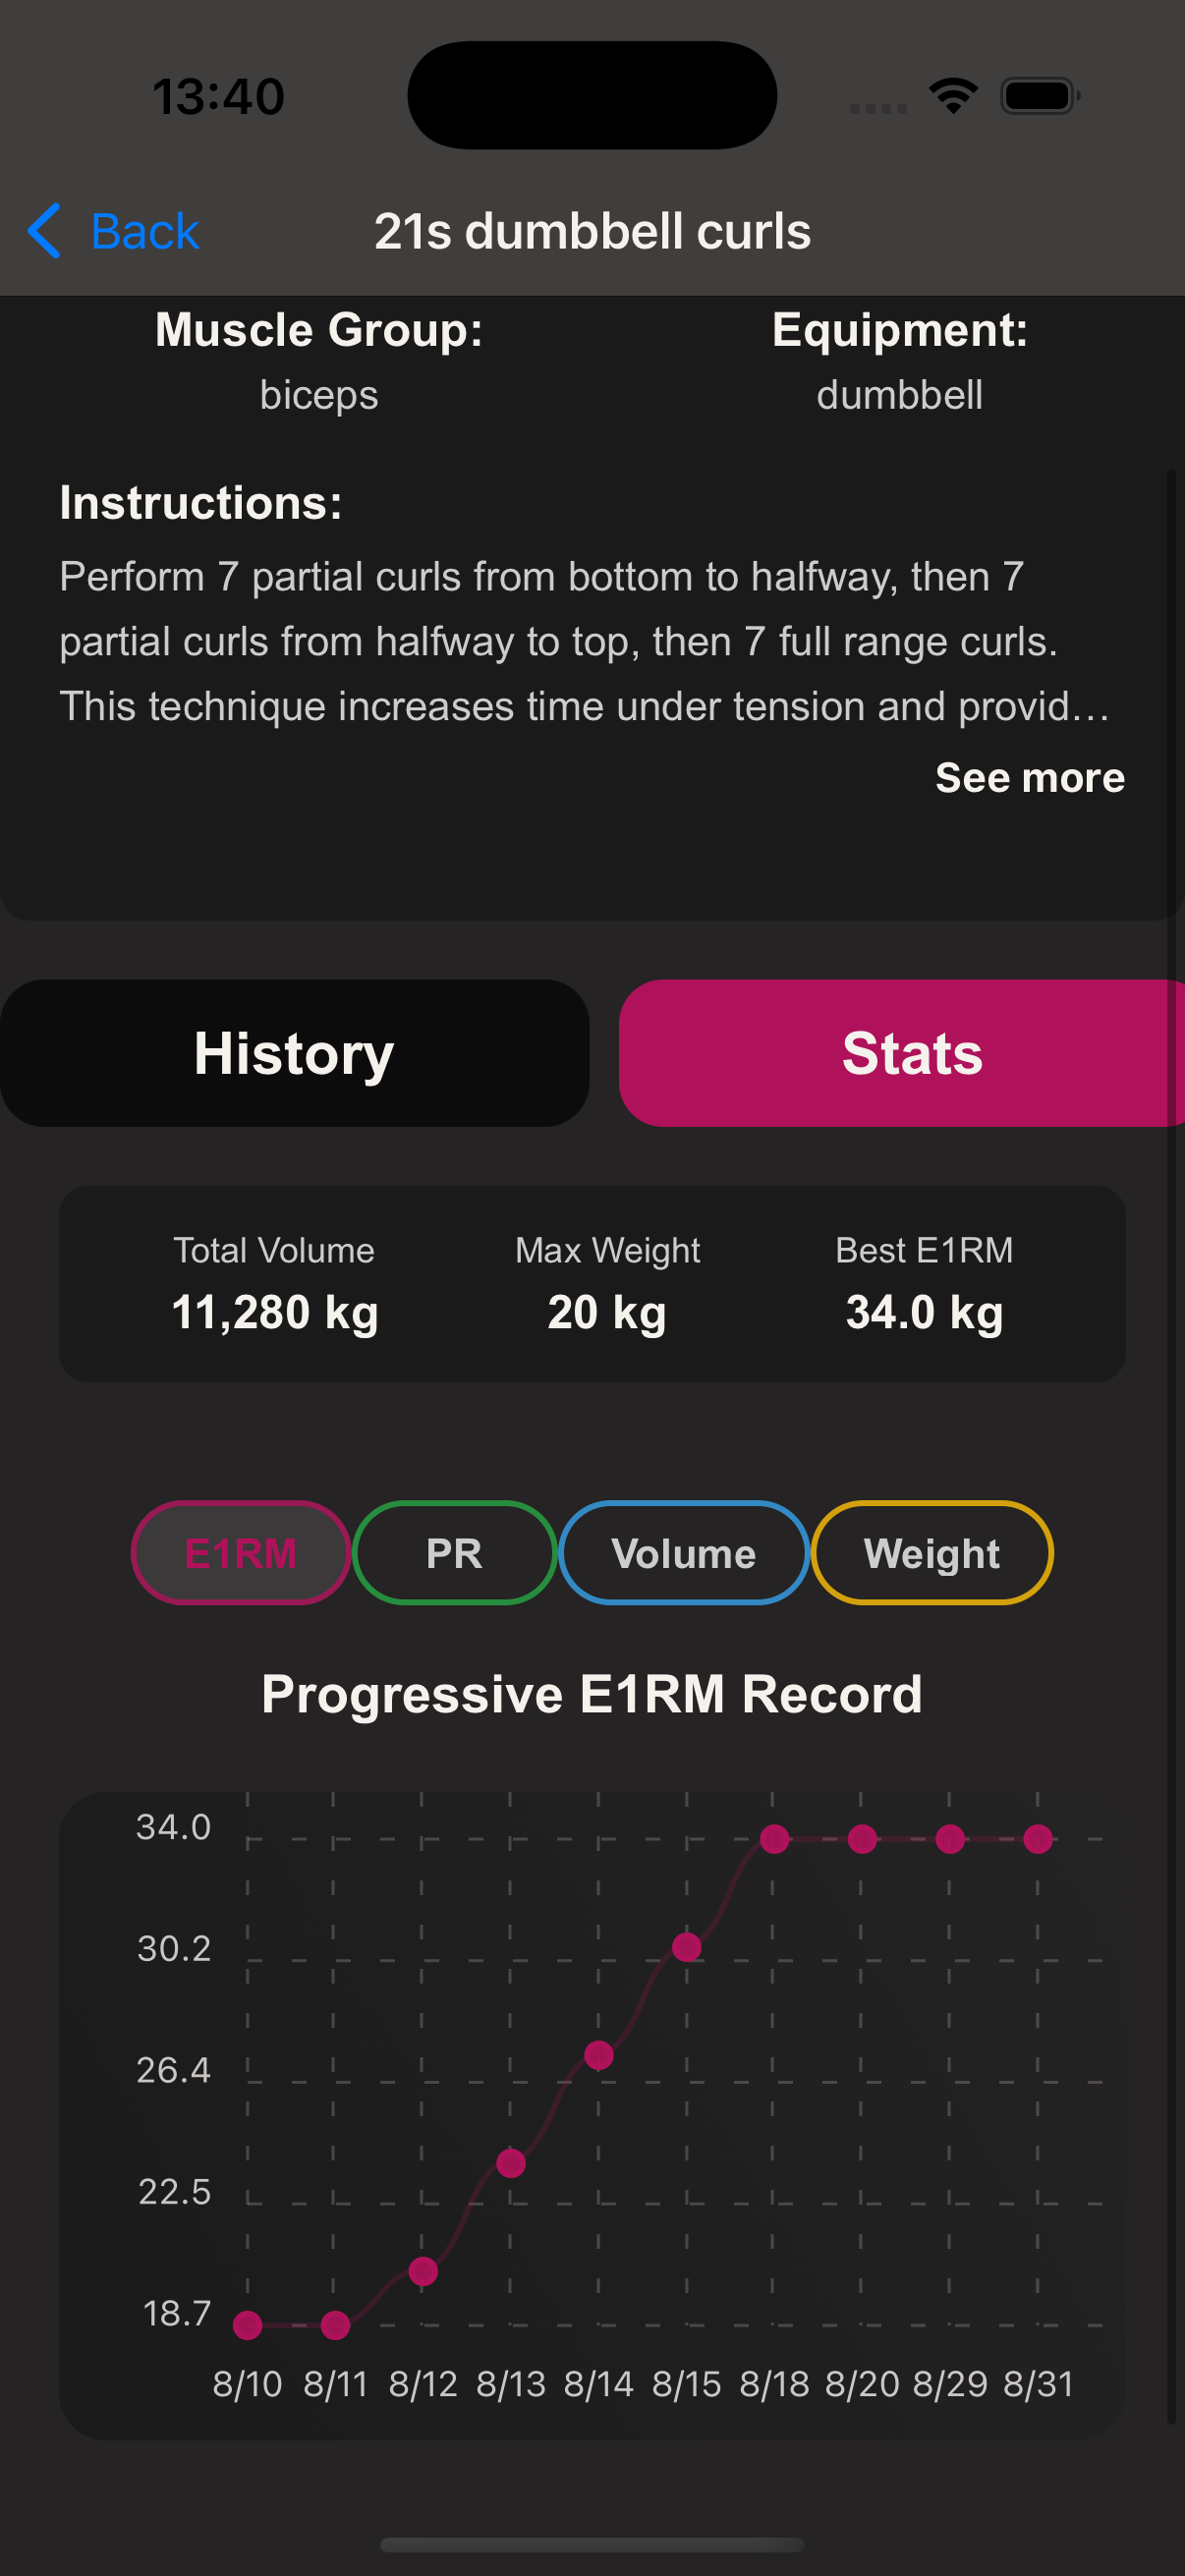 13:40
Back
21s dumbbell curls
Muscle Group:
biceps
Equipment:
dumbbell
Instructions:
Perform 7 partial curls from bottom to halfway, then 7
partial curls from halfway to top, then 7 full range curls.
This technique increases time under tension and provid...
See more
History
Stats
Total Volume
11,280 kg
Max Weight
20 kg
Best E1RM
34.0 kg
E1RM
PR
Volume
Weight
Progressive E1RM Record
34.0
30.2
26.4
22.5
18.7
8/10 8/11 8/12 8/13 8/14 8/15 8/18 8/20 8/29 8/31